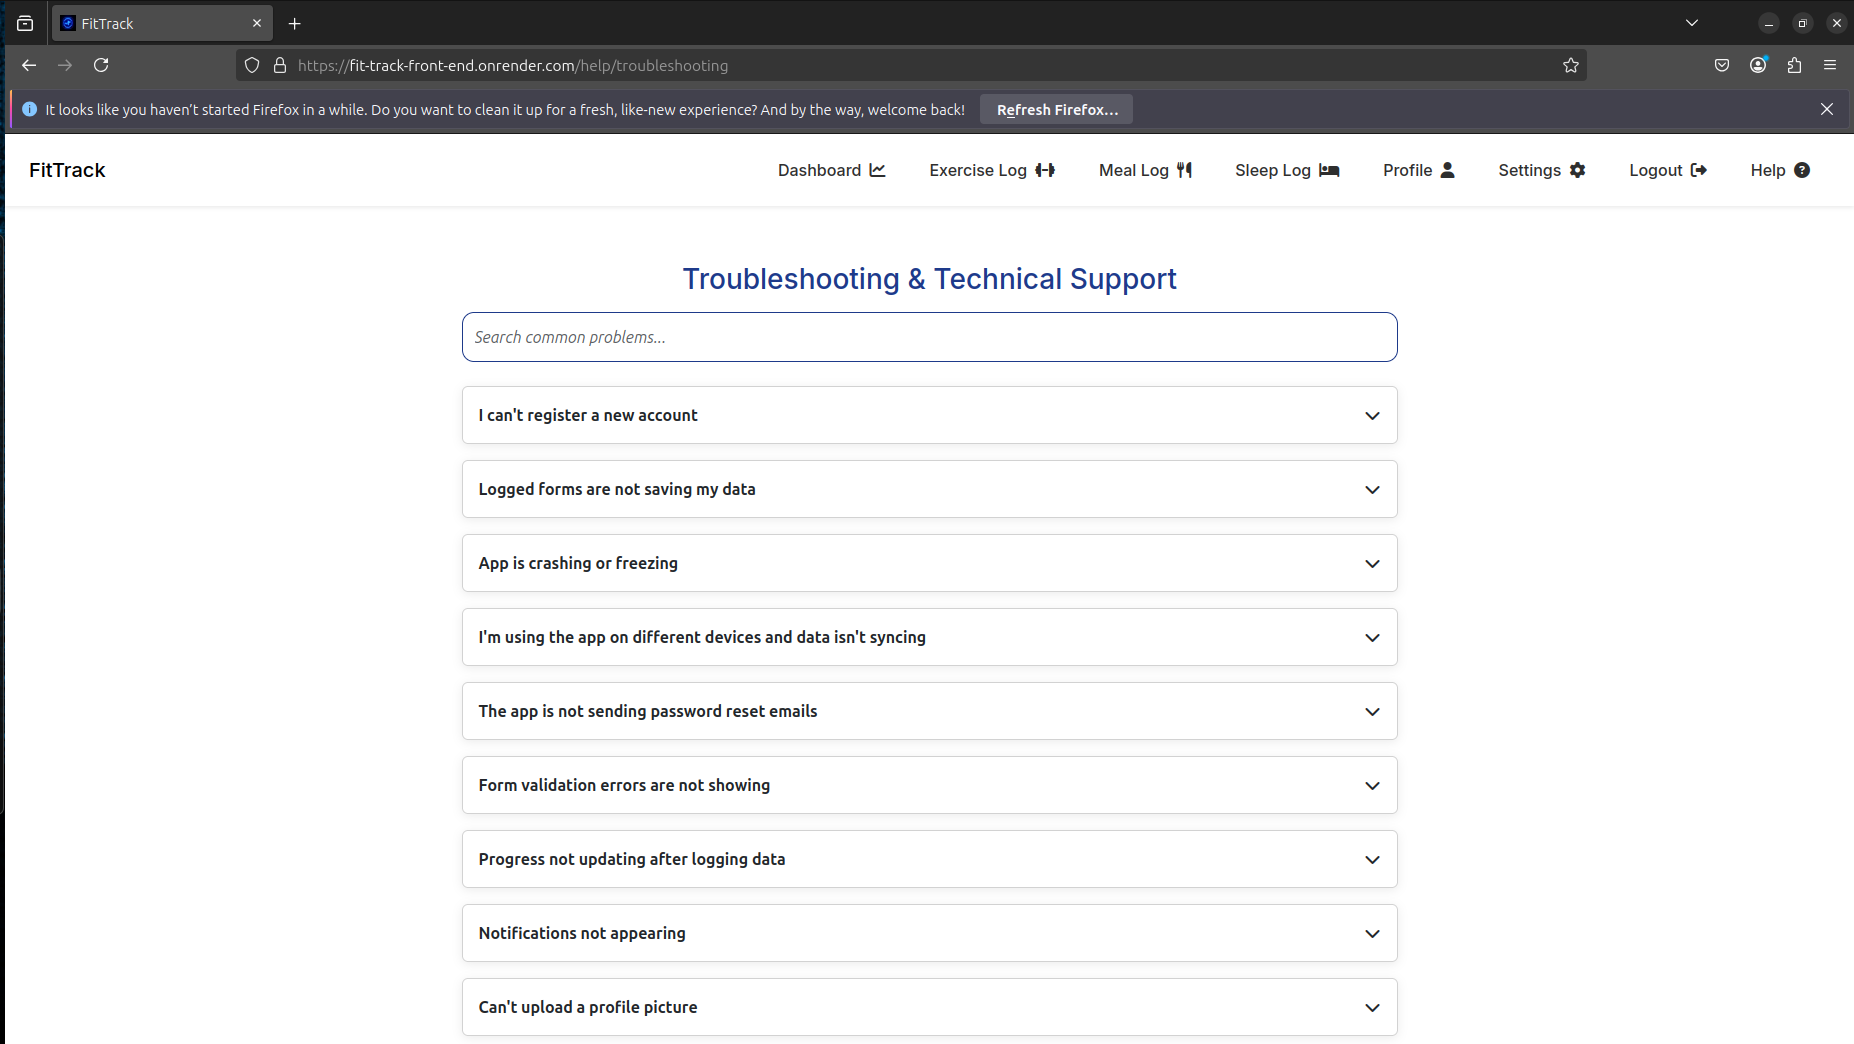 FitTrack
https://fit-track-front-end.onrender.com/help/troubleshooting
It looks like you haven't started Firefox in a while. Do you want to clean it up for a fresh, like-new experience? And by the way, welcome back! Refresh Firefox...
FitTrack Dashboard Exercise Log Meal Log Sleep Log Profile Settings Logout Help
Troubleshooting & Technical Support
Search common problems...
I can't register a new account
Logged forms are not saving my data
App is crashing or freezing
I'm using the app on different devices and data isn't syncing
The app is not sending password reset emails
Form validation errors are not showing
Progress not updating after logging data
Notifications not appearing
Can't upload a profile picture